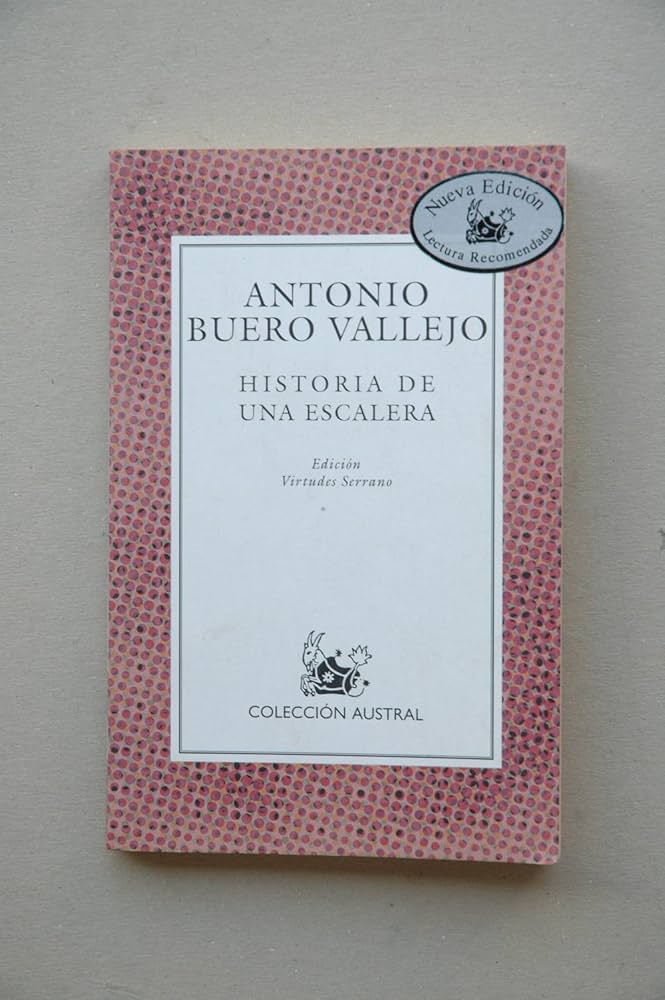 Nueva Edición
Lectura Recomendada
ANTONIO
BUERO VALLEJO
HISTORIA DE
UNA ESCALERA
Edición
Virtudes Serrano
COLECCIÓN AUSTRAL